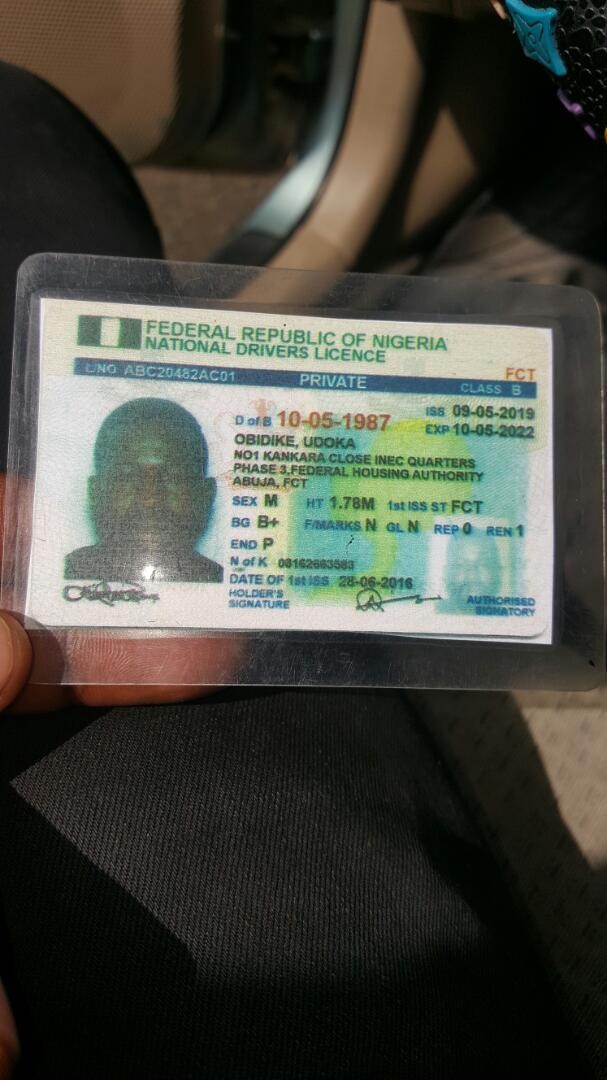 FEDERAL REPUBLIC OF NIGERIA
NATIONAL DRIVERS LICENCE
L/NO ABC20482AC01 PRIVATE FCT CLASS B
D of B 10-05-1987 ISS 09-05-2019
EXP 10-05-2022
OBIDIKE, UDOKA
NO1 KANKARA CLOSE INEC QUARTERS
PHASE 3,FEDERAL HOUSING AUTHORITY
ABUJA, FCT
SEX M HT 1.78M 1st ISS ST FCT
BG B+ F/MARKS N GL N REP 0 REN 1
END P
N of K 08162663583
DATE OF 1st ISS 28-06-2016
HOLDER'S
SIGNATURE
AUTHORISED
SIGNATORY